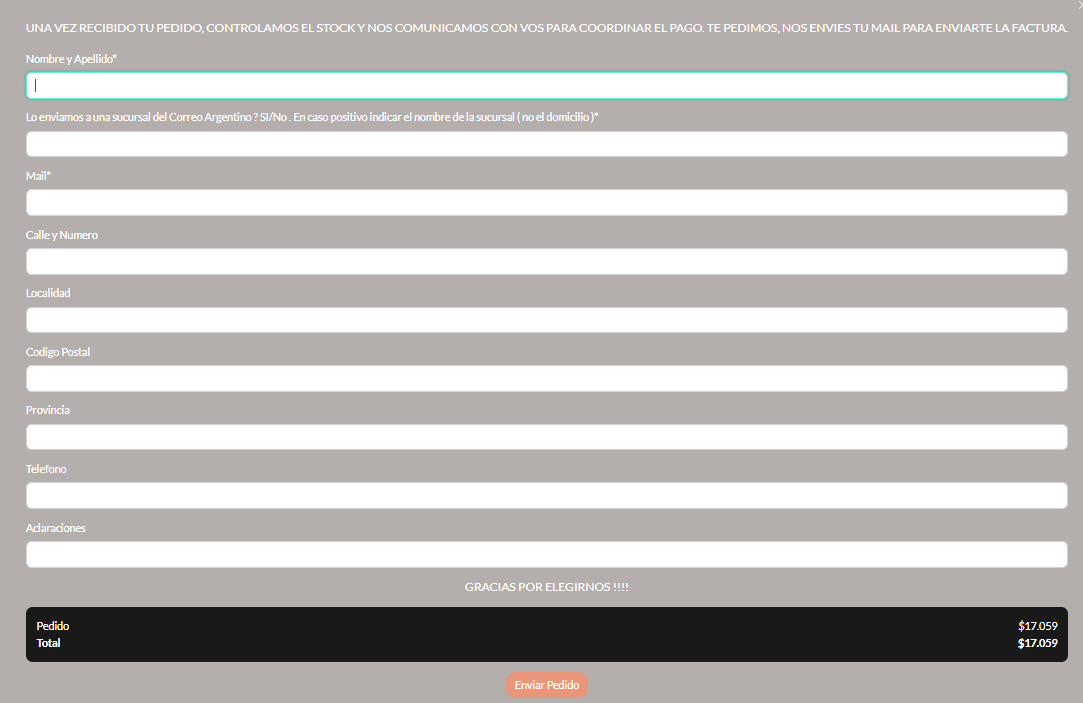 UNA VEZ RECIBIDO TU PEDIDO, CONTROLAMOS EL STOCK Y NOS COMUNICAMOS CON VOS PARA COORDINAR EL PAGO. TE PEDIMOS, NOS ENVIES TU MAIL PARA ENVIARTE LA FACTURA.
Nombre y Apellido*
Lo enviamos a una sucursal del Correo Argentino ? SI/No . En caso positivo indicar el nombre de la sucursal ( no el domicilio )*
Mail*
Calle y Numero
Localidad
Codigo Postal
Provincia
Telefono
Aclaraciones
GRACIAS POR ELEGIRNOS !!!!
Pedido $17.059
Total $17.059
Enviar Pedido